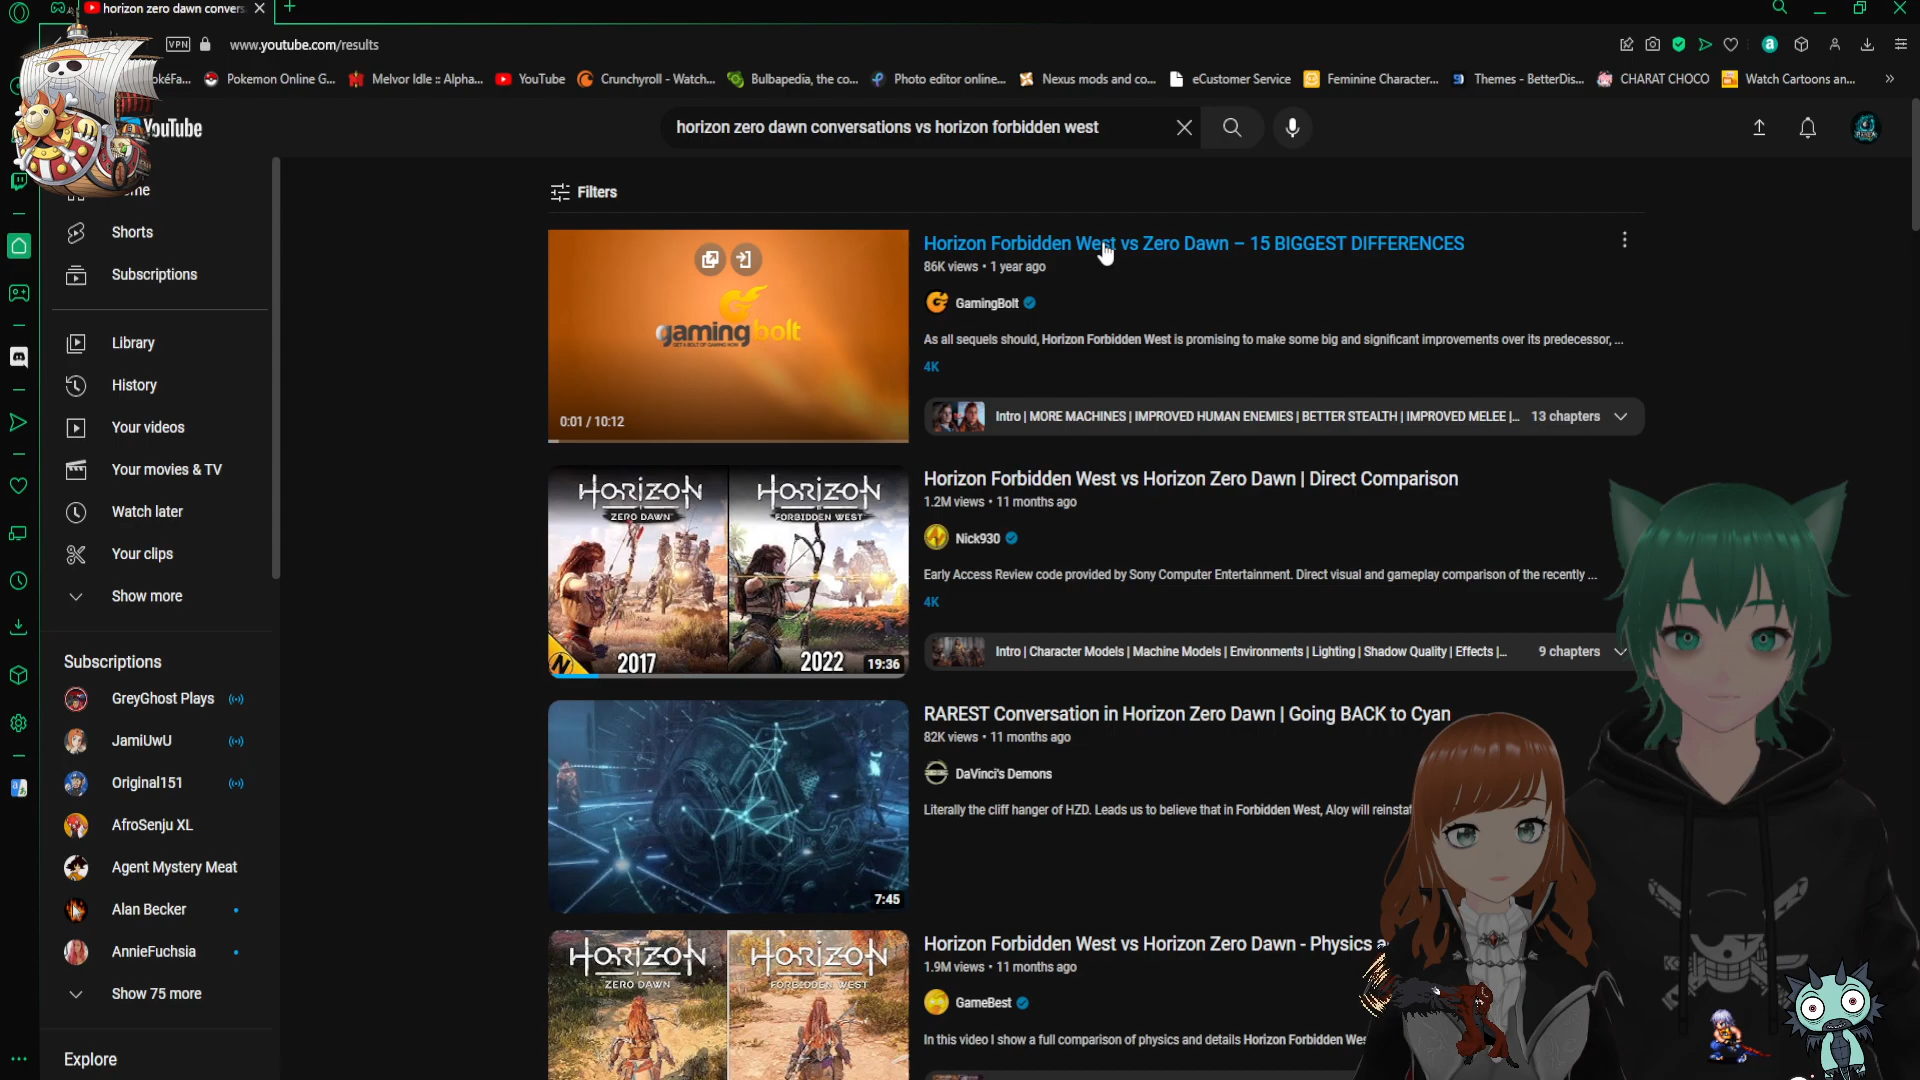 horizon zero dawn convers
VPN
www.youtube.com/results
okéFa...
Pokemon Online G...
Melvor Idle :: Alpha...
YouTube
Crunchyroll - Watch...
Bulbapedia, the co...
Photo editor online...
Nexus mods and co...
eCustomer Service
Feminine Character...
Themes - BetterDis...
CHARAT CHOCO
Watch Cartoons an...
YouTube
horizon zero dawn conversations vs horizon forbidden west
Filters
Shorts
Subscriptions
Library
History
Your videos
Your movies & TV
Watch later
Your clips
Show more
Subscriptions
GreyGhost Plays
JamiUwU
Original151
AfroSenju XL
Agent Mystery Meat
Alan Becker
AnnieFuchsia
Show 75 more
Explore
gamingbolt
GET A BOLT OF GAMING NOW
0:01 / 10:12
Horizon Forbidden West vs Zero Dawn – 15 BIGGEST DIFFERENCES
86K views • 1 year ago
GamingBolt
As all sequels should, Horizon Forbidden West is promising to make some big and significant improvements over its predecessor, ...
4K
Intro | MORE MACHINES | IMPROVED HUMAN ENEMIES | BETTER STEALTH | IMPROVED MELEE |... 13 chapters
HORIZON
ZERO DAWN
HORIZON
FORBIDDEN WEST
2017
2022
19:36
Horizon Forbidden West vs Horizon Zero Dawn | Direct Comparison
1.2M views • 11 months ago
Nick930
Early Access Review code provided by Sony Computer Entertainment. Direct visual and gameplay comparison of the recently ...
4K
Intro | Character Models | Machine Models | Environments | Lighting | Shadow Quality | Effects |... 9 chapters
7:45
RAREST Conversation in Horizon Zero Dawn | Going BACK to Cyan
82K views • 11 months ago
DaVinci's Demons
Literally the cliff hanger of HZD. Leads us to believe that in Forbidden West, Aloy will reinstat
HORIZON
ZERO DAWN
HORIZON
FORBIDDEN WEST
Horizon Forbidden West vs Horizon Zero Dawn - Physics a
1.9M views • 11 months ago
GameBest
In this video I show a full comparison of physics and details Horizon Forbidden Wes